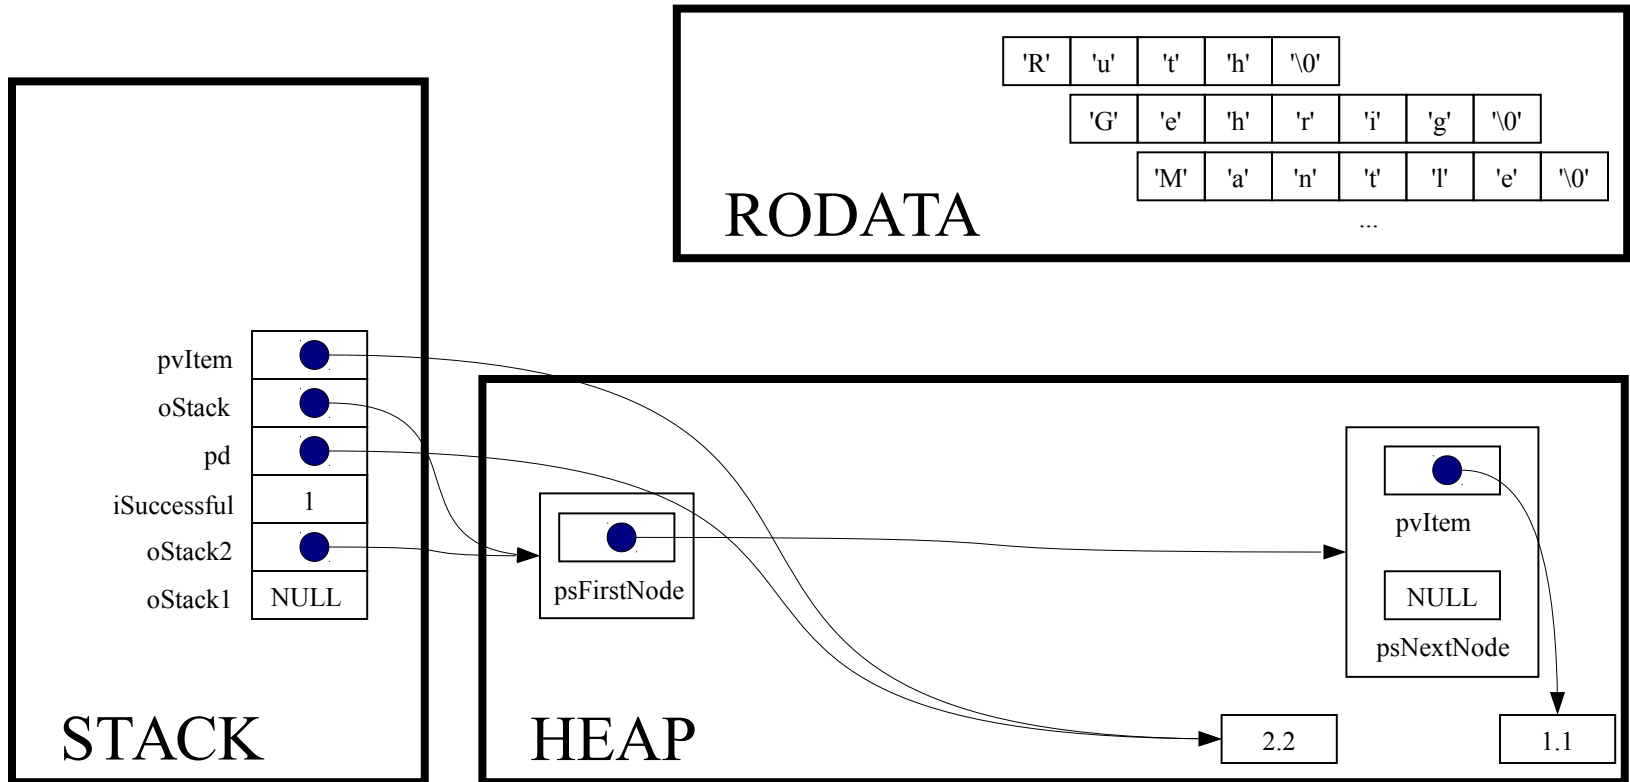 'R' 'u' 't' 'h' '\0'
'G' 'e' 'h' 'r' 'i' 'g' '\0'
'M' 'a' 'n' 't' 'l' 'e' '\0'
...
RODATA
pvItem
oStack
pd
iSuccessful 1
oStack2
oStack1 NULL
STACK
psFirstNode
pvItem
NULL
psNextNode
HEAP
2.2
1.1